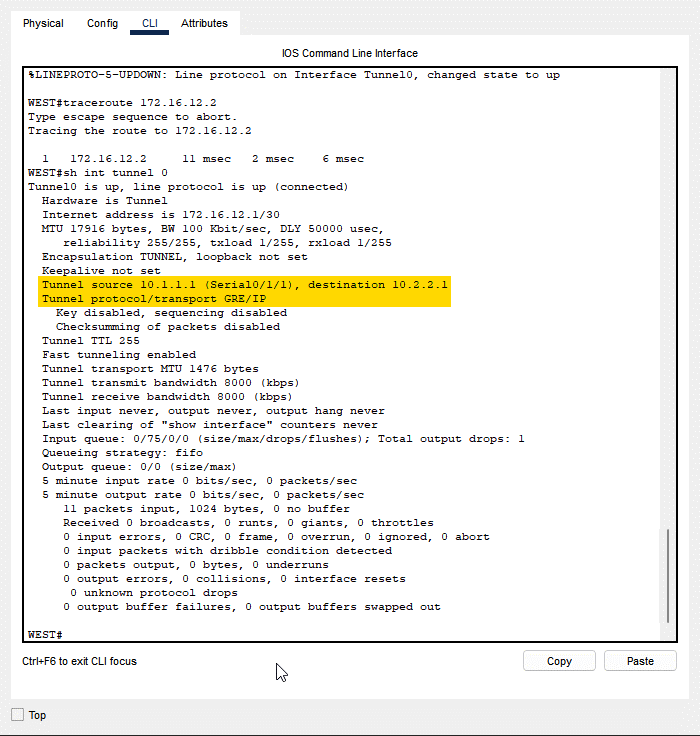 Physical Config CLI Attributes
IOS Command Line Interface
%LINEPROTO-5-UPDOWN: Line protocol on Interface Tunnel0, changed state to up
WEST#traceroute 172.16.12.2
Type escape sequence to abort.
Tracing the route to 172.16.12.2
1 172.16.12.2 11 msec 2 msec 6 msec
WEST#sh int tunnel 0
Tunnel0 is up, line protocol is up (connected)
Hardware is Tunnel
Internet address is 172.16.12.1/30
MTU 17916 bytes, BW 100 Kbit/sec, DLY 50000 usec,
reliability 255/255, txload 1/255, rxload 1/255
Encapsulation TUNNEL, loopback not set
Keepalive not set
Tunnel source 10.1.1.1 (Serial0/1/1), destination 10.2.2.1
Tunnel protocol/transport GRE/IP
Key disabled, sequencing disabled
Checksumming of packets disabled
Tunnel TTL 255
Fast tunneling enabled
Tunnel transport MTU 1476 bytes
Tunnel transmit bandwidth 8000 (kbps)
Tunnel receive bandwidth 8000 (kbps)
Last input never, output never, output hang never
Last clearing of "show interface" counters never
Input queue: 0/75/0/0 (size/max/drops/flushes); Total output drops: 1
Queueing strategy: fifo
Output queue: 0/0 (size/max)
5 minute input rate 0 bits/sec, 0 packets/sec
5 minute output rate 0 bits/sec, 0 packets/sec
11 packets input, 1024 bytes, 0 no buffer
Received 0 broadcasts, 0 runts, 0 giants, 0 throttles
0 input errors, 0 CRC, 0 frame, 0 overrun, 0 ignored, 0 abort
0 input packets with dribble condition detected
0 packets output, 0 bytes, 0 underruns
0 output errors, 0 collisions, 0 interface resets
0 unknown protocol drops
0 output buffer failures, 0 output buffers swapped out
WEST#
Ctrl+F6 to exit CLI focus
Copy Paste
Top